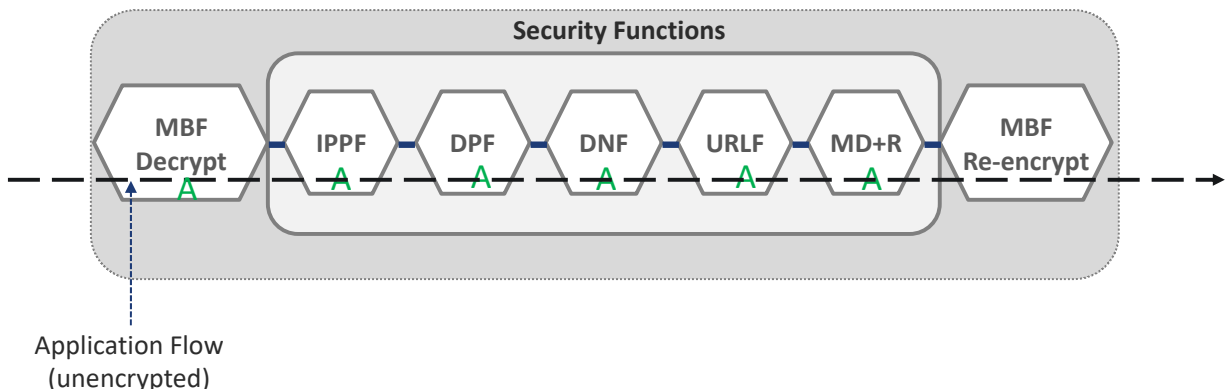 Security Functions
MBF
Decrypt
IPPF
DPF
DNF
URLF
MD+R
MBF
Re-encrypt
A
A
A
A
A
A
Application Flow
(unencrypted)